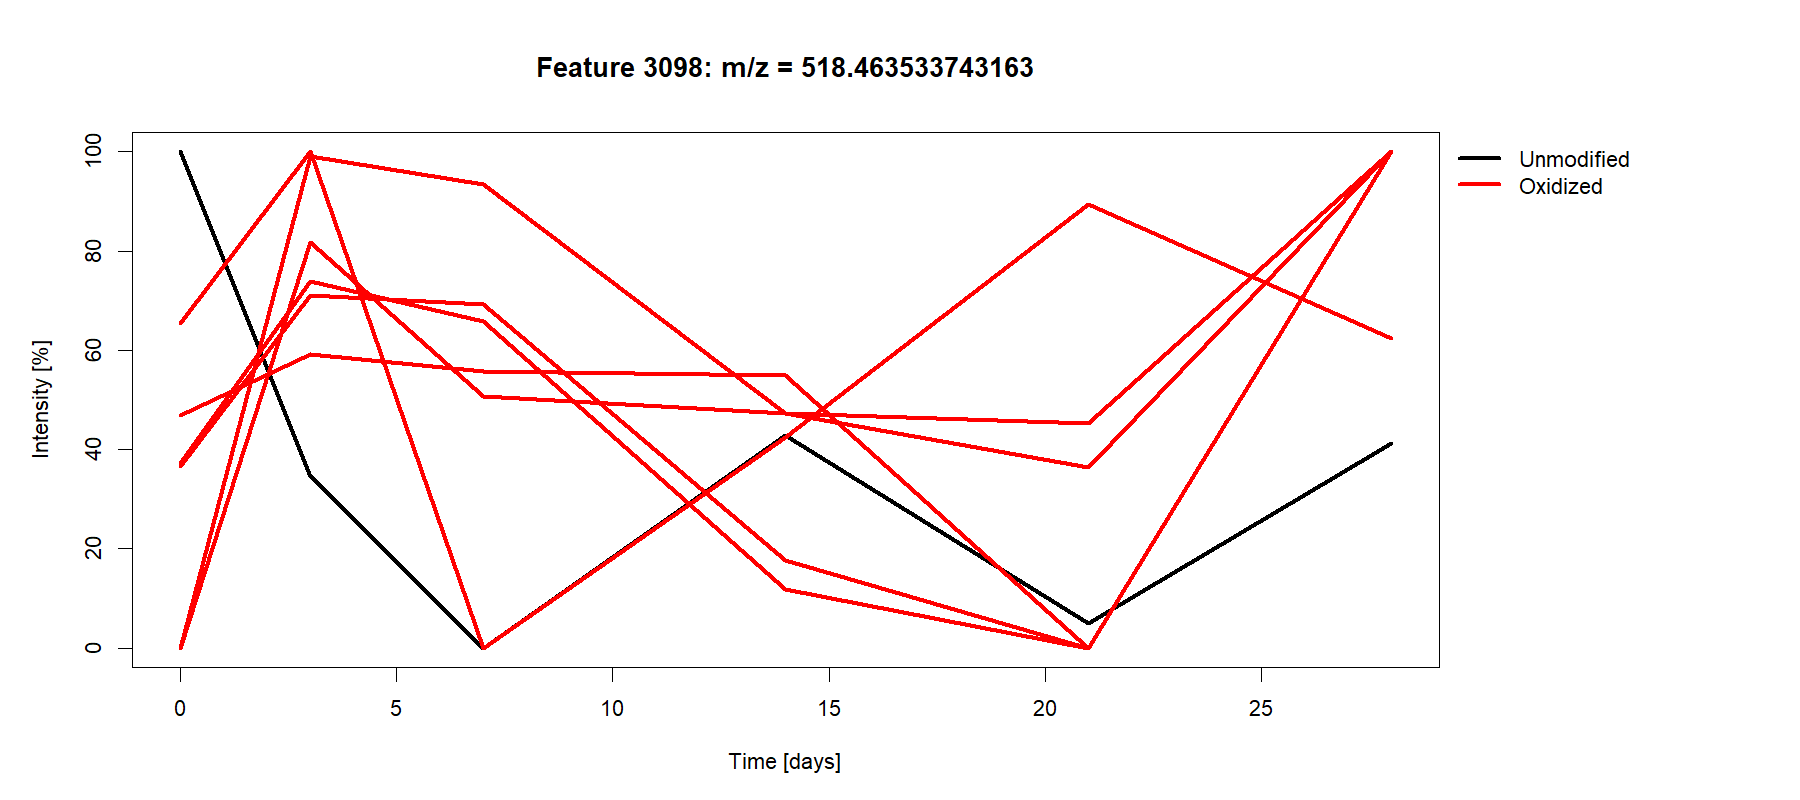 Feature 3098: m/z = 518.463533743163
Unmodified
Oxidized
Intensity [%]
100
80
60
40
20
0
0 5 10 15 20 25
Time [days]